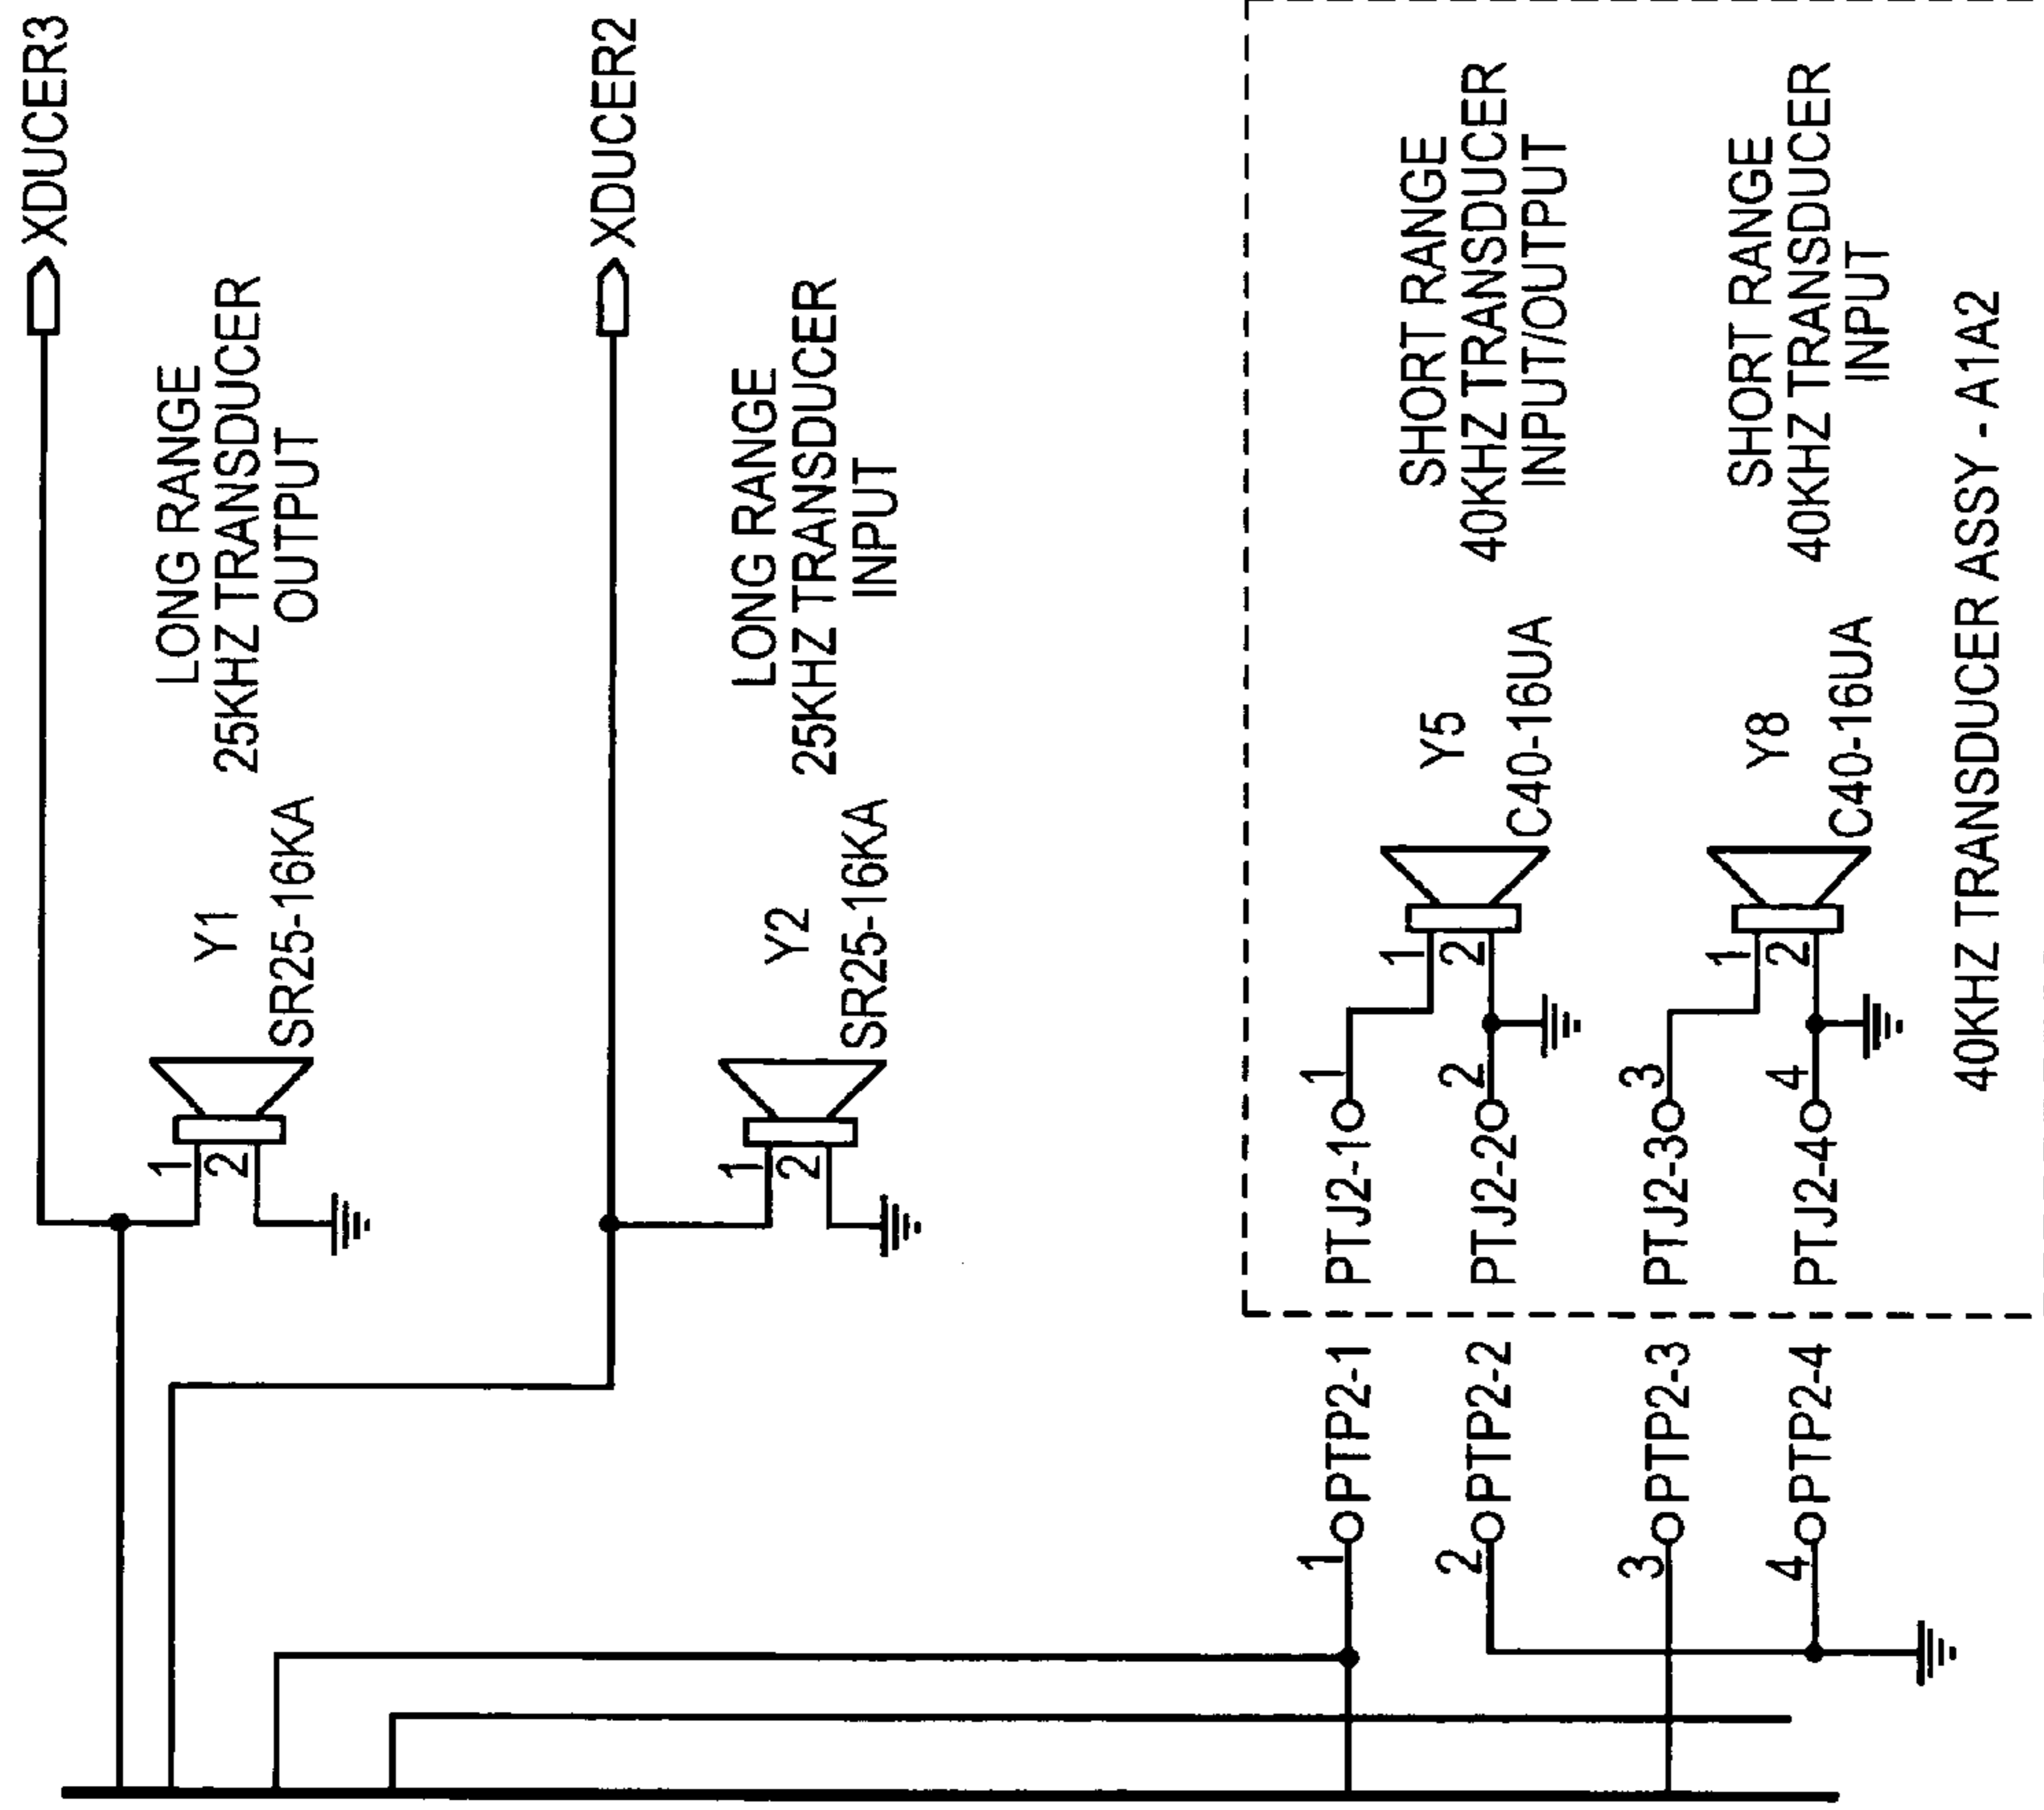 XDUCER3
LONG RANGE
25KHZ TRANSDUCER
OUTPUT
Y1
SR25-16KA
1
2
XDUCER2
LONG RANGE
25KHZ TRANSDUCER
INPUT
Y2
SR25-16KA
1
2
SHORT RANGE
40KHZ TRANSDUCER
INPUT/OUTPUT
Y5
C40-16UA
1
2
1
PTJ2-1
2
PTJ2-2
SHORT RANGE
40KHZ TRANSDUCER
INPUT
Y8
C40-16UA
1
2
3
PTJ2-3
4
PTJ2-4
40KHZ TRANSDUCER ASSY - A1A2
PTP2-1
1
PTP2-2
2
PTP2-3
3
PTP2-4
4